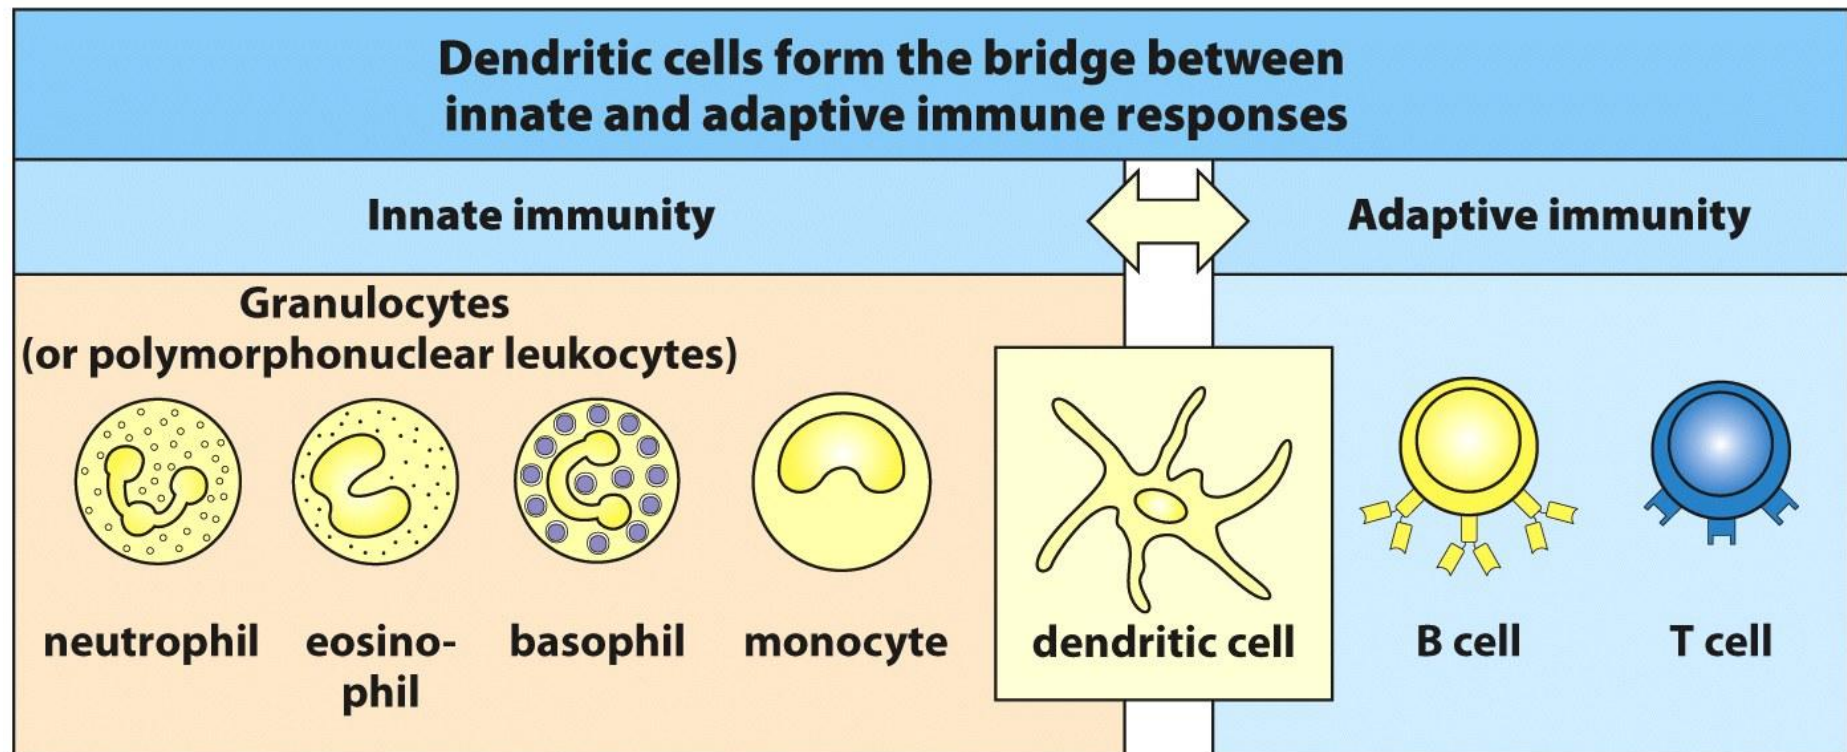 Dendritic cells form the bridge between
innate and adaptive immune responses
Innate immunity
Adaptive immunity
Granulocytes
(or polymorphonuclear leukocytes)
neutrophil
eosino-
phil
basophil
monocyte
dendritic cell
B cell
T cell